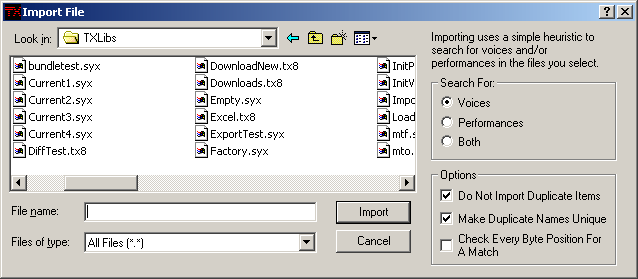 Import File
Look in: TXLibs
bundletest.syx
Current1.syx
Current2.syx
Current3.syx
Current4.syx
DiffTest.tx8
DownloadNew.tx8
Downloads.tx8
Empty.syx
Excel.tx8
ExportTest.syx
Factory.syx
InitP
InitV
Impo
Load
mtf.s
mto.
File name:
Import
Files of type: All Files (*.*)
Cancel
Importing uses a simple heuristic to
search for voices and/or
performances in the files you select.
Search For:
Voices
Performances
Both
Options
Do Not Import Duplicate Items
Make Duplicate Names Unique
Check Every Byte Position For
A Match